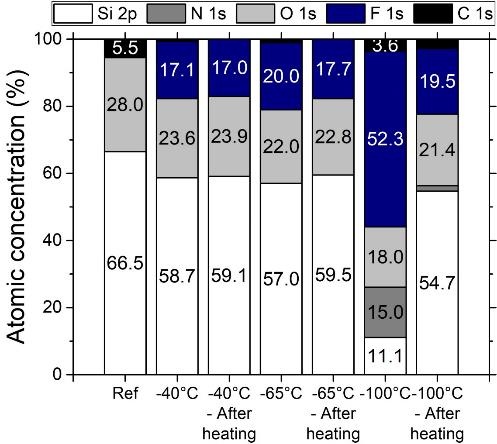 Si 2p N 1s O 1s F 1s C 1s
Atomic concentration (%)
100
80
60
40
20
0
5.5 28.0 66.5
17.1 23.6 58.7
17.0 23.9 59.1
20.0 22.0 57.0
17.7 22.8 59.5
3.6 52.3 18.0 15.0 11.1
19.5 21.4 54.7
Ref -40°C -40°C -65°C -65°C -100°C -100°C
- After - After - After
heating heating heating